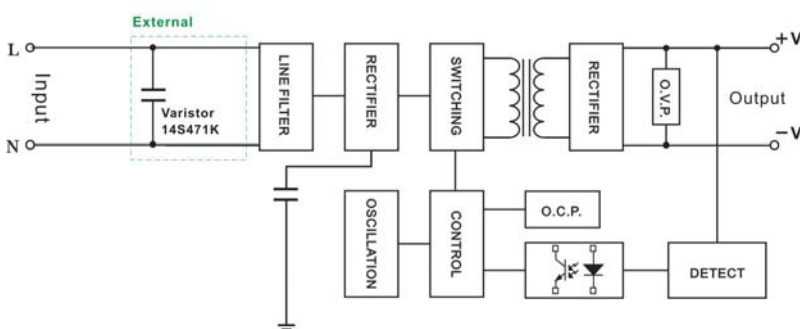 External
L
N
Input
Varistor
14S471K
LINE FILTER
RECTIFIER
SWITCHING
RECTIFIER
O.V.P.
+V
Output
−V
OSCILLATION
CONTROL
O.C.P.
DETECT